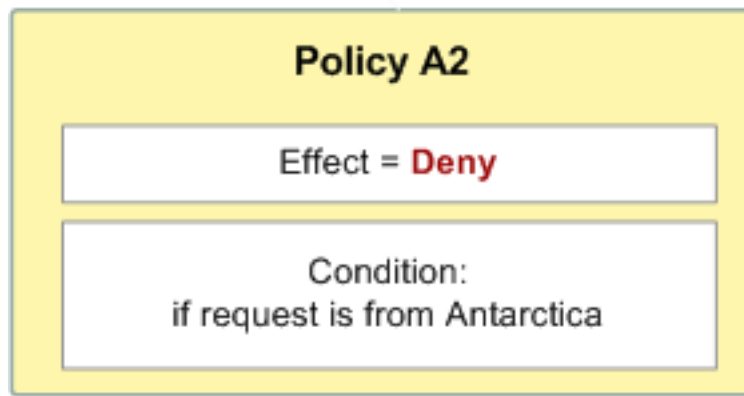 Policy A2
Effect = Deny
Condition:
if request is from Antarctica